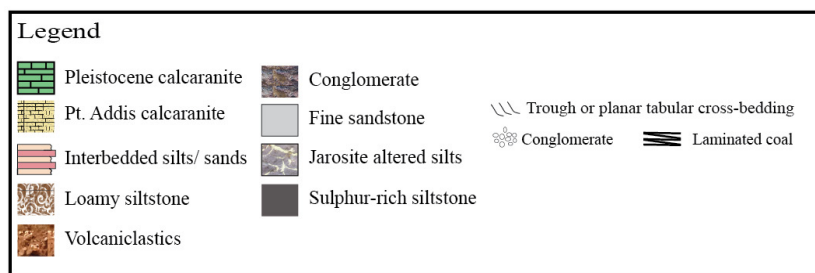 Legend
Pleistocene calcaranite
Pt. Addis calcaranite
Interbedded silts/ sands
Loamy siltstone
Volcaniclastics
Conglomerate
Fine sandstone
Jarosite altered silts
Sulphur-rich siltstone
Trough or planar tabular cross-bedding
Conglomerate
Laminated coal